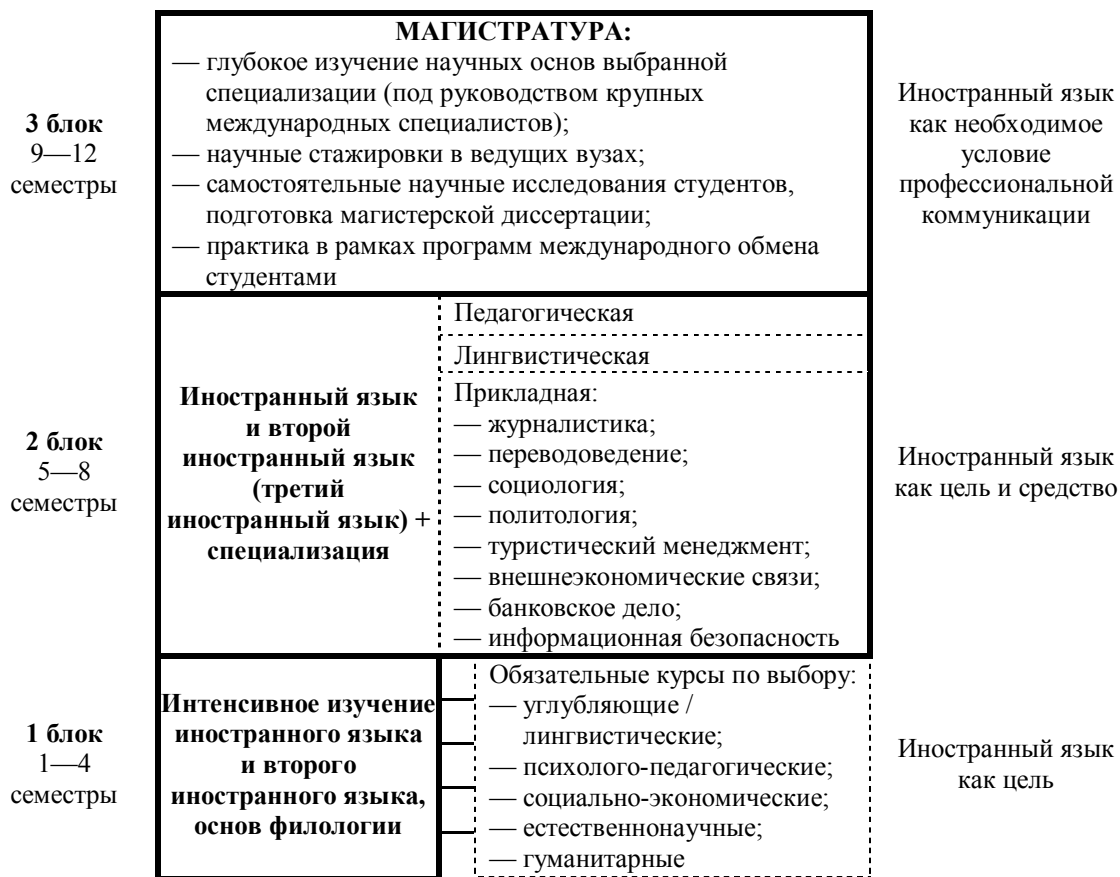 МАГИСТРАТУРА:
— глубокое изучение научных основ выбранной
специализации (под руководством крупных
международных специалистов);
— научные стажировки в ведущих вузах;
— самостоятельные научные исследования студентов,
подготовка магистерской диссертации;
— практика в рамках программ международного обмена
студентами
3 блок
9—12
семестры
Иностранный язык
как необходимое
условие
профессиональной
коммуникации
2 блок
5—8
семестры
Иностранный язык
и второй
иностранный язык
(третий
иностранный язык) +
специализация
Педагогическая
Лингвистическая
Прикладная:
— журналистика;
— переводоведение;
— социология;
— политология;
— туристический менеджмент;
— внешнеэкономические связи;
— банковское дело;
— информационная безопасность
Иностранный язык
как цель и средство
1 блок
1—4
семестры
Интенсивное изучение
иностранного языка
и второго
иностранного языка,
основ филологии
Обязательные курсы по выбору:
— углубляющие /
лингвистические;
— психолого-педагогические;
— социально-экономические;
— естественнонаучные;
— гуманитарные
Иностранный язык
как цель